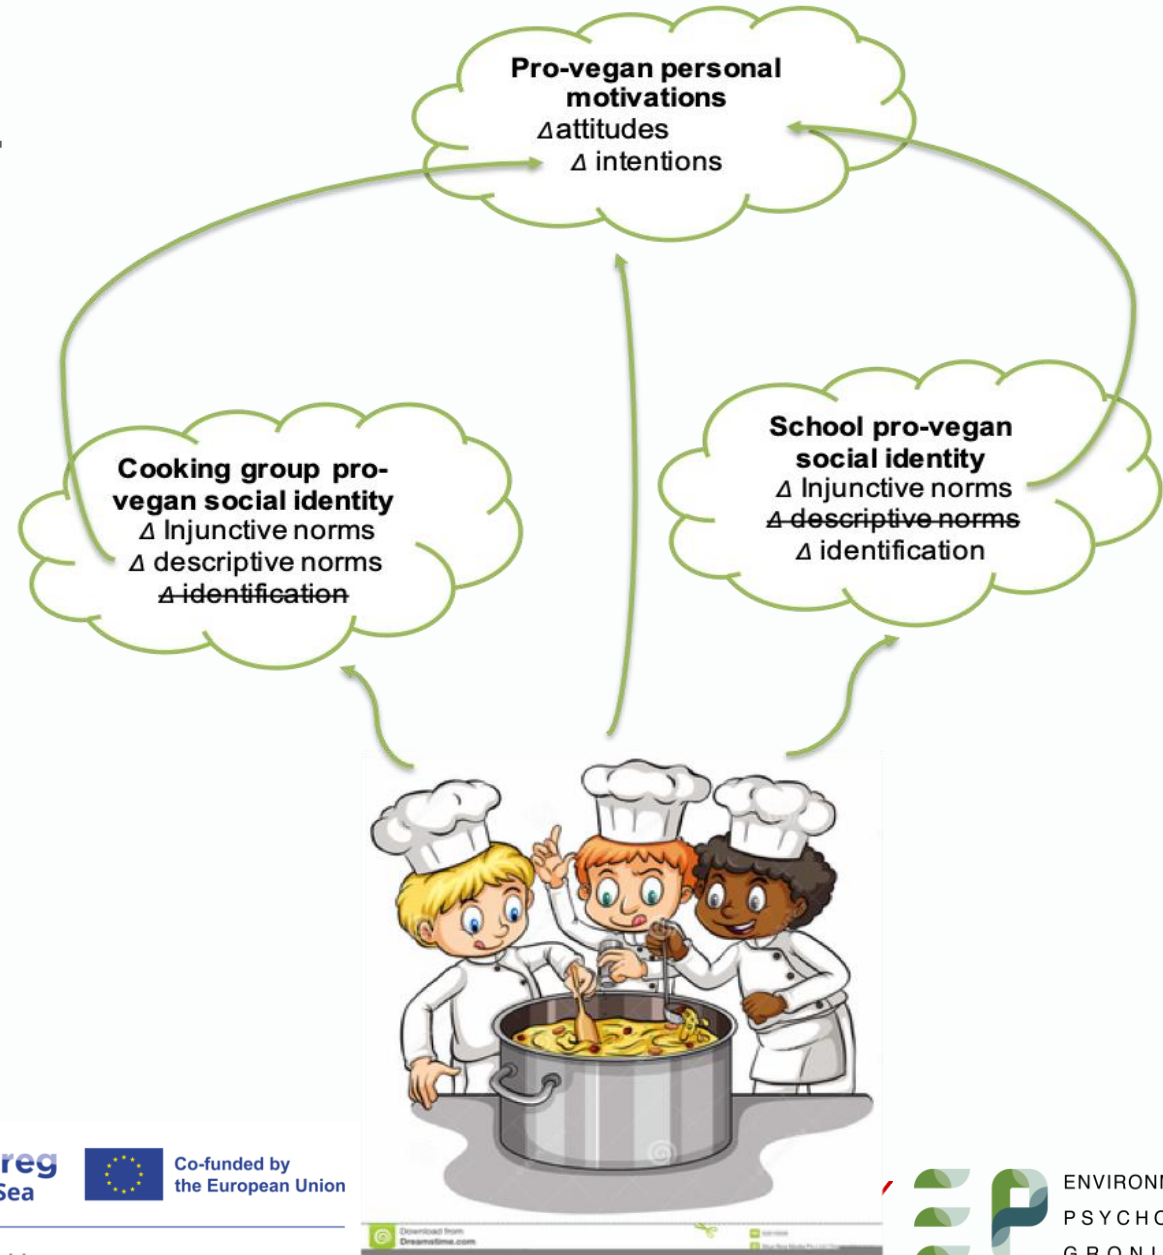 Pro-vegan personal
motivations
Δattitudes
Δ intentions
Cooking group pro-
vegan social identity
Δ Injunctive norms
Δ descriptive norms
Δ identification
School pro-vegan
social identity
Δ Injunctive norms
Δ descriptive norms
Δ identification
reg
Sea
Co-funded by
the European Union
Download from
Dreamstime.com
ENVIRON
PSYCHO
GRONI